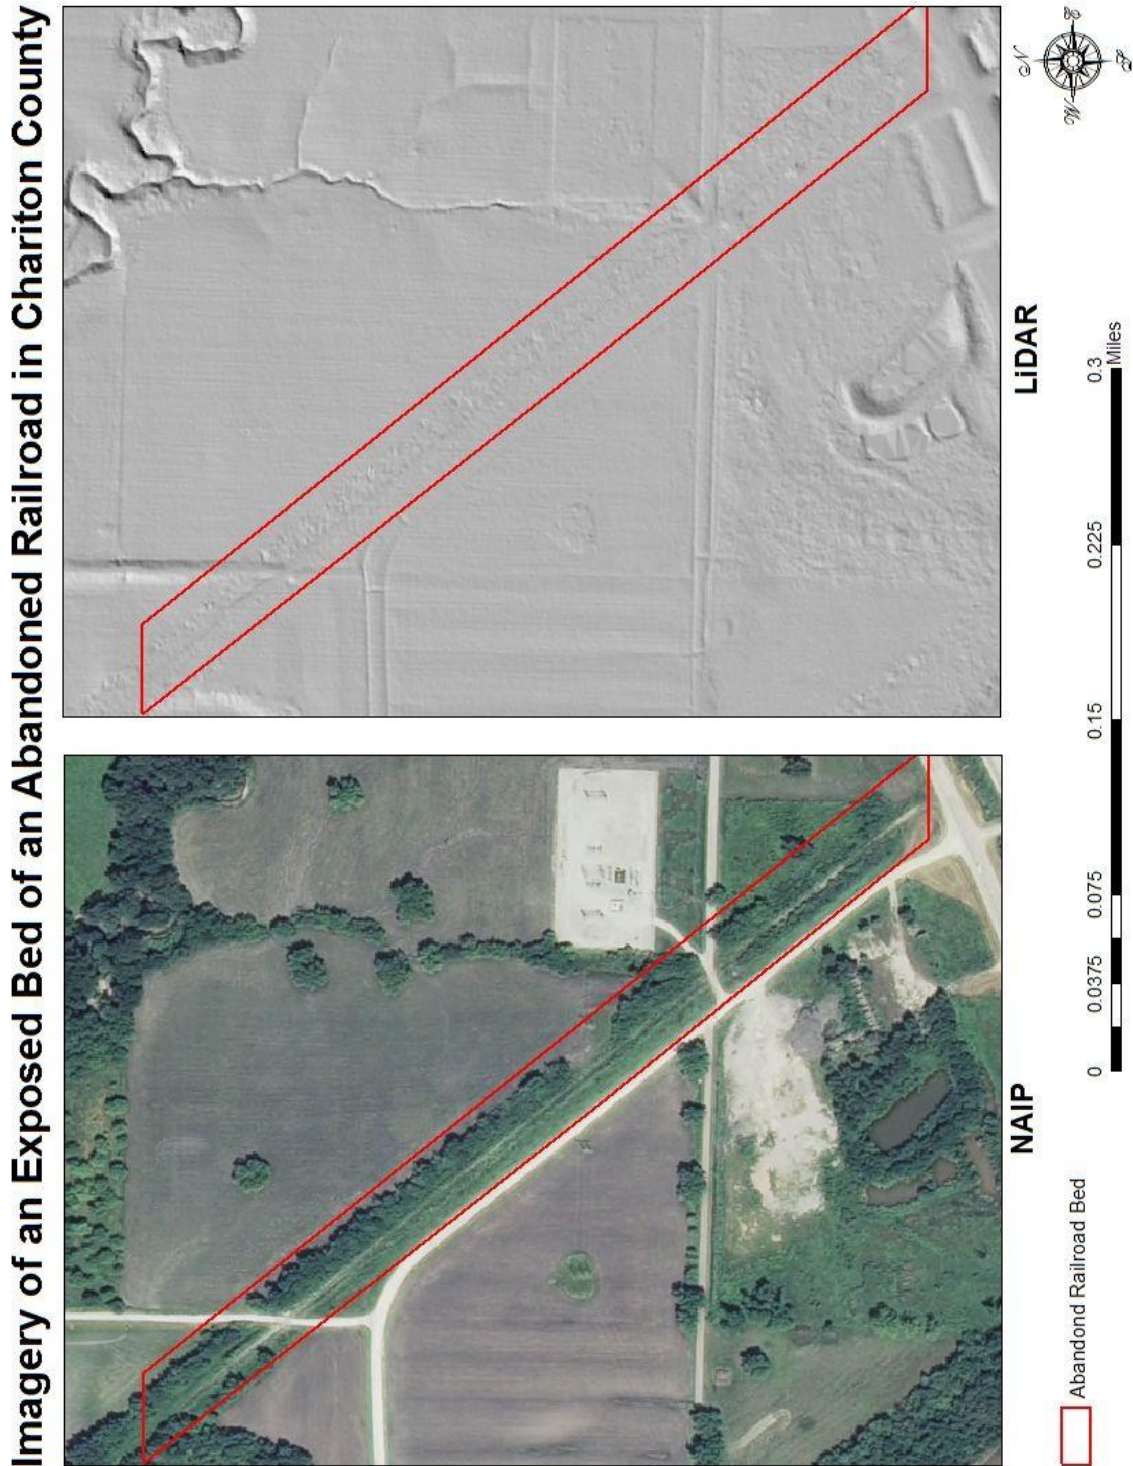 Imagery of an Exposed Bed of an Abandoned Railroad in Chariton County
NAIP
LiDAR
Abandond Railroad Bed
0 0.0375 0.075 0.15 0.225 0.3
Miles
N
W E
S